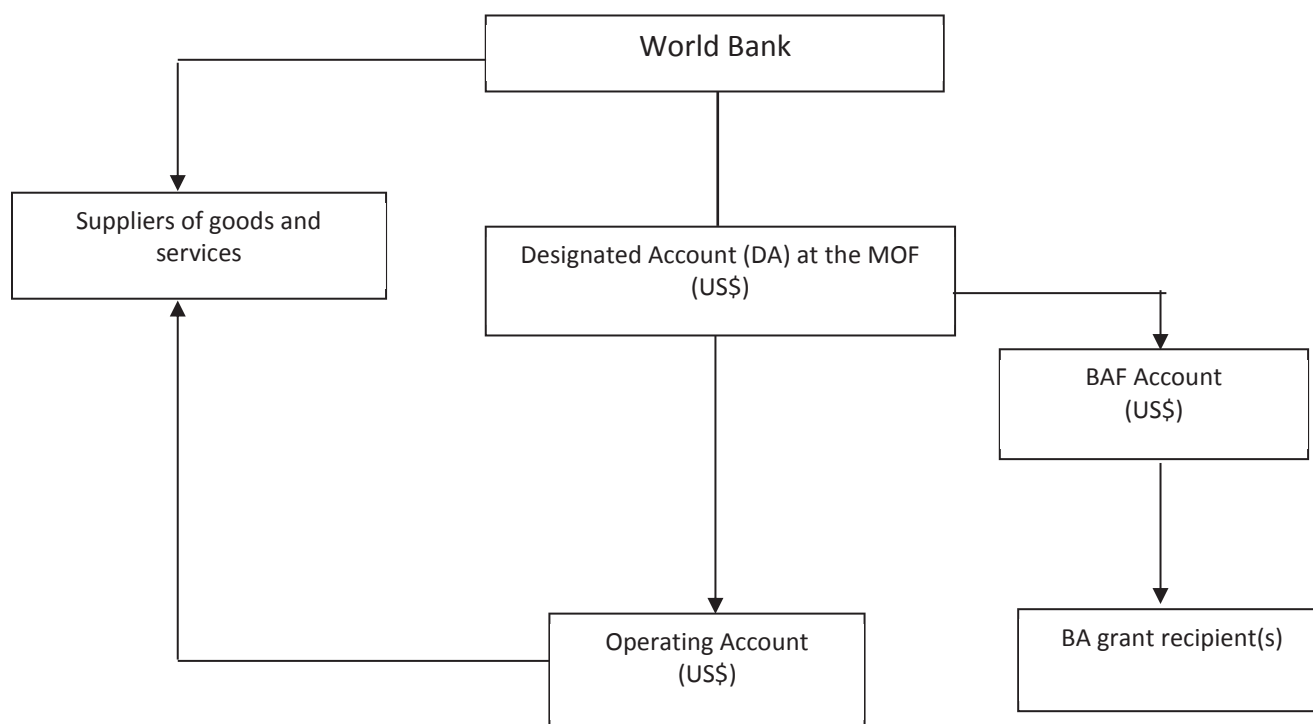 World Bank
Suppliers of goods and
services
Designated Account (DA) at the MOF
(US$)
BAF Account
(US$)
Operating Account
(US$)
BA grant recipient(s)